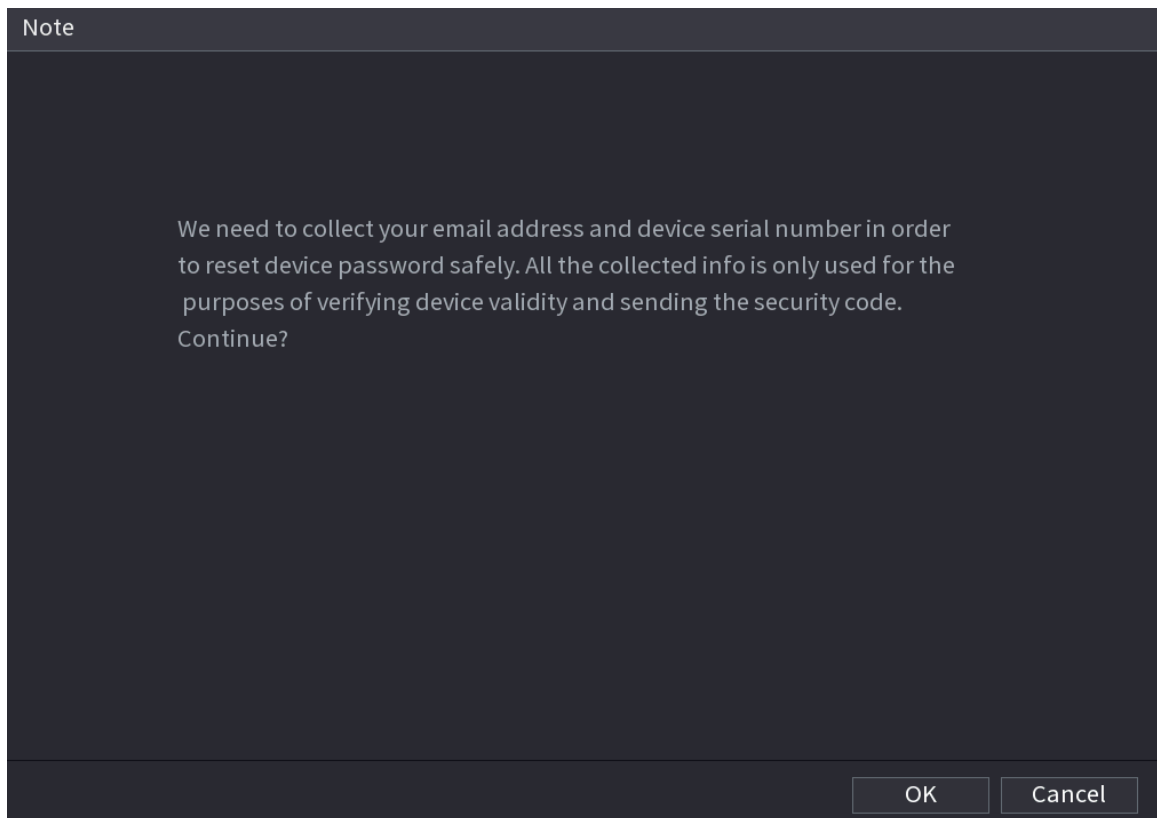 Note
We need to collect your email address and device serial number in order
to reset device password safely. All the collected info is only used for the
purposes of verifying device validity and sending the security code.
Continue?
OK
Cancel